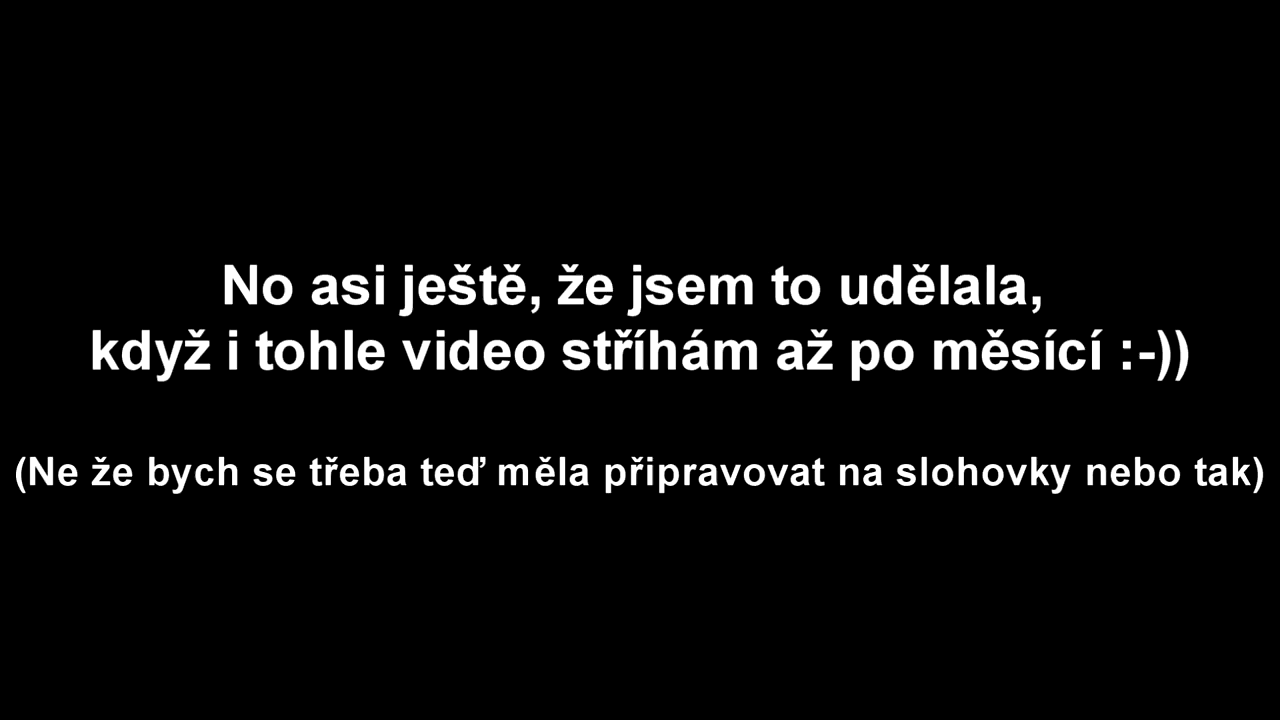 No asi ještě, že jsem to udělala,
když i tohle video stříhám až po měsící :-))
(Ne že bych se třeba teď měla připravovat na slohovky nebo tak)